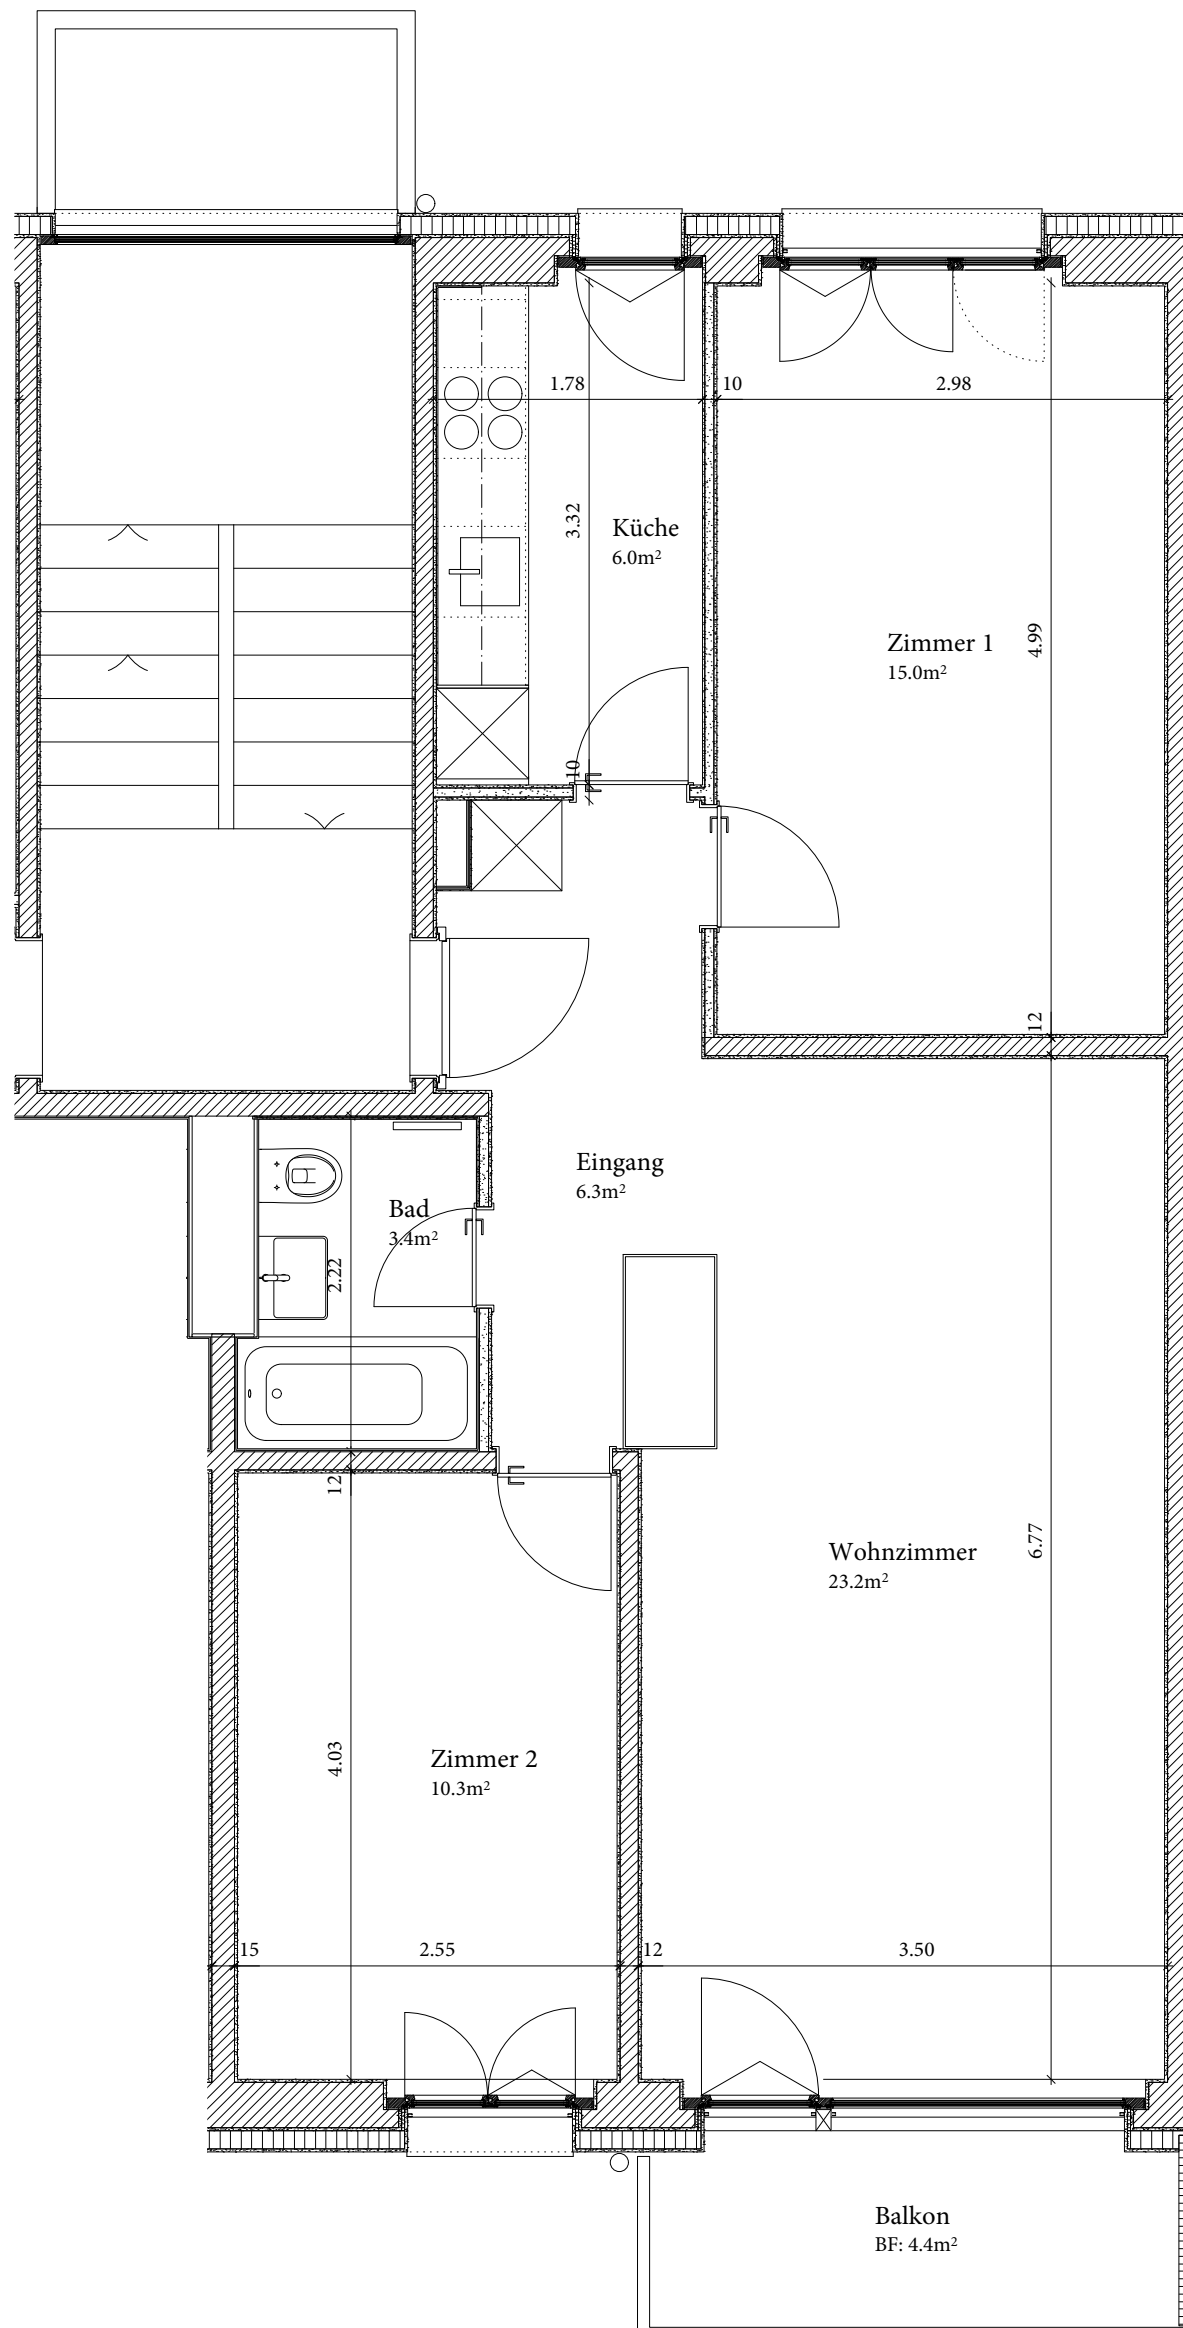 1.78
10
2.98
3.32
Küche
6.0m²
Zimmer 1
15.0m²
4.99
10
12
Eingang
6.3m²
Bad
3.4m²
2.22
12
6.77
Wohnzimmer
23.2m²
4.03
Zimmer 2
10.3m²
15
2.55
12
3.50
Balkon
BF: 4.4m²